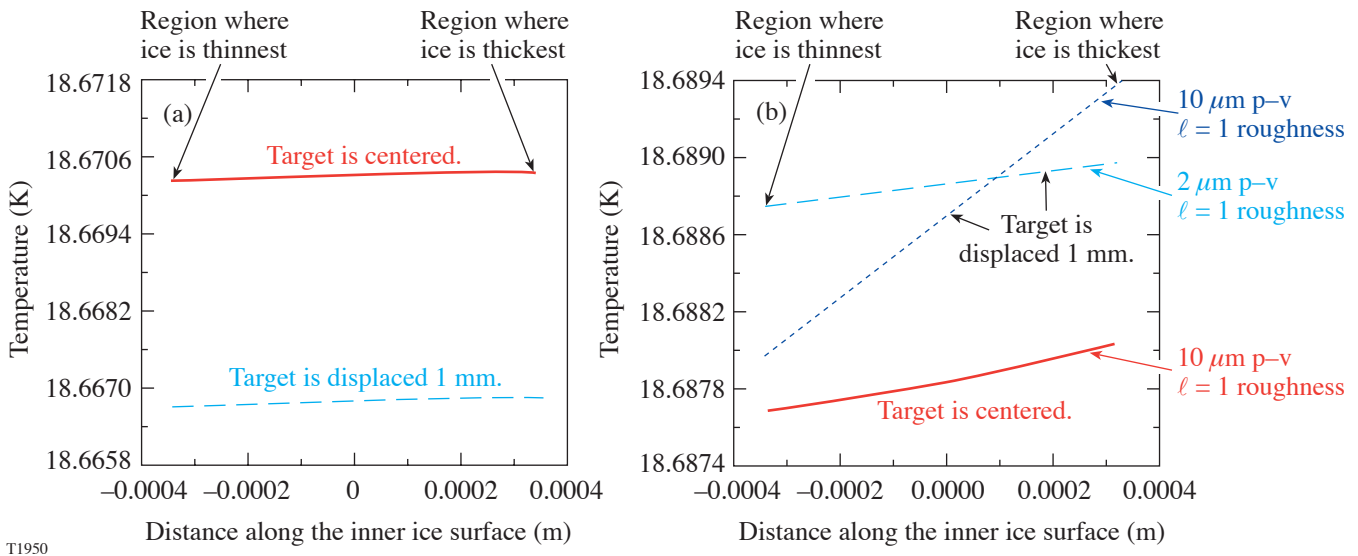 Region where
ice is thinnest
Region where
ice is thickest
(a)
18.6718
18.6706
18.6694
18.6682
18.6670
18.6658
Temperature (K)
Target is centered.
Target is displaced 1 mm.
–0.0004 –0.0002 0 0.0002 0.0004
Distance along the inner ice surface (m)
Region where
ice is thinnest
Region where
ice is thickest
(b)
18.6894
18.6890
18.6886
18.6882
18.6878
18.6874
Temperature (K)
10 μm p–v
ℓ = 1 roughness
2 μm p–v
ℓ = 1 roughness
Target is
displaced 1 mm.
10 μm p–v
ℓ = 1 roughness
Target is centered.
–0.0004 –0.0002 0.0000 0.0002 0.0004
Distance along the inner ice surface (m)
T1950